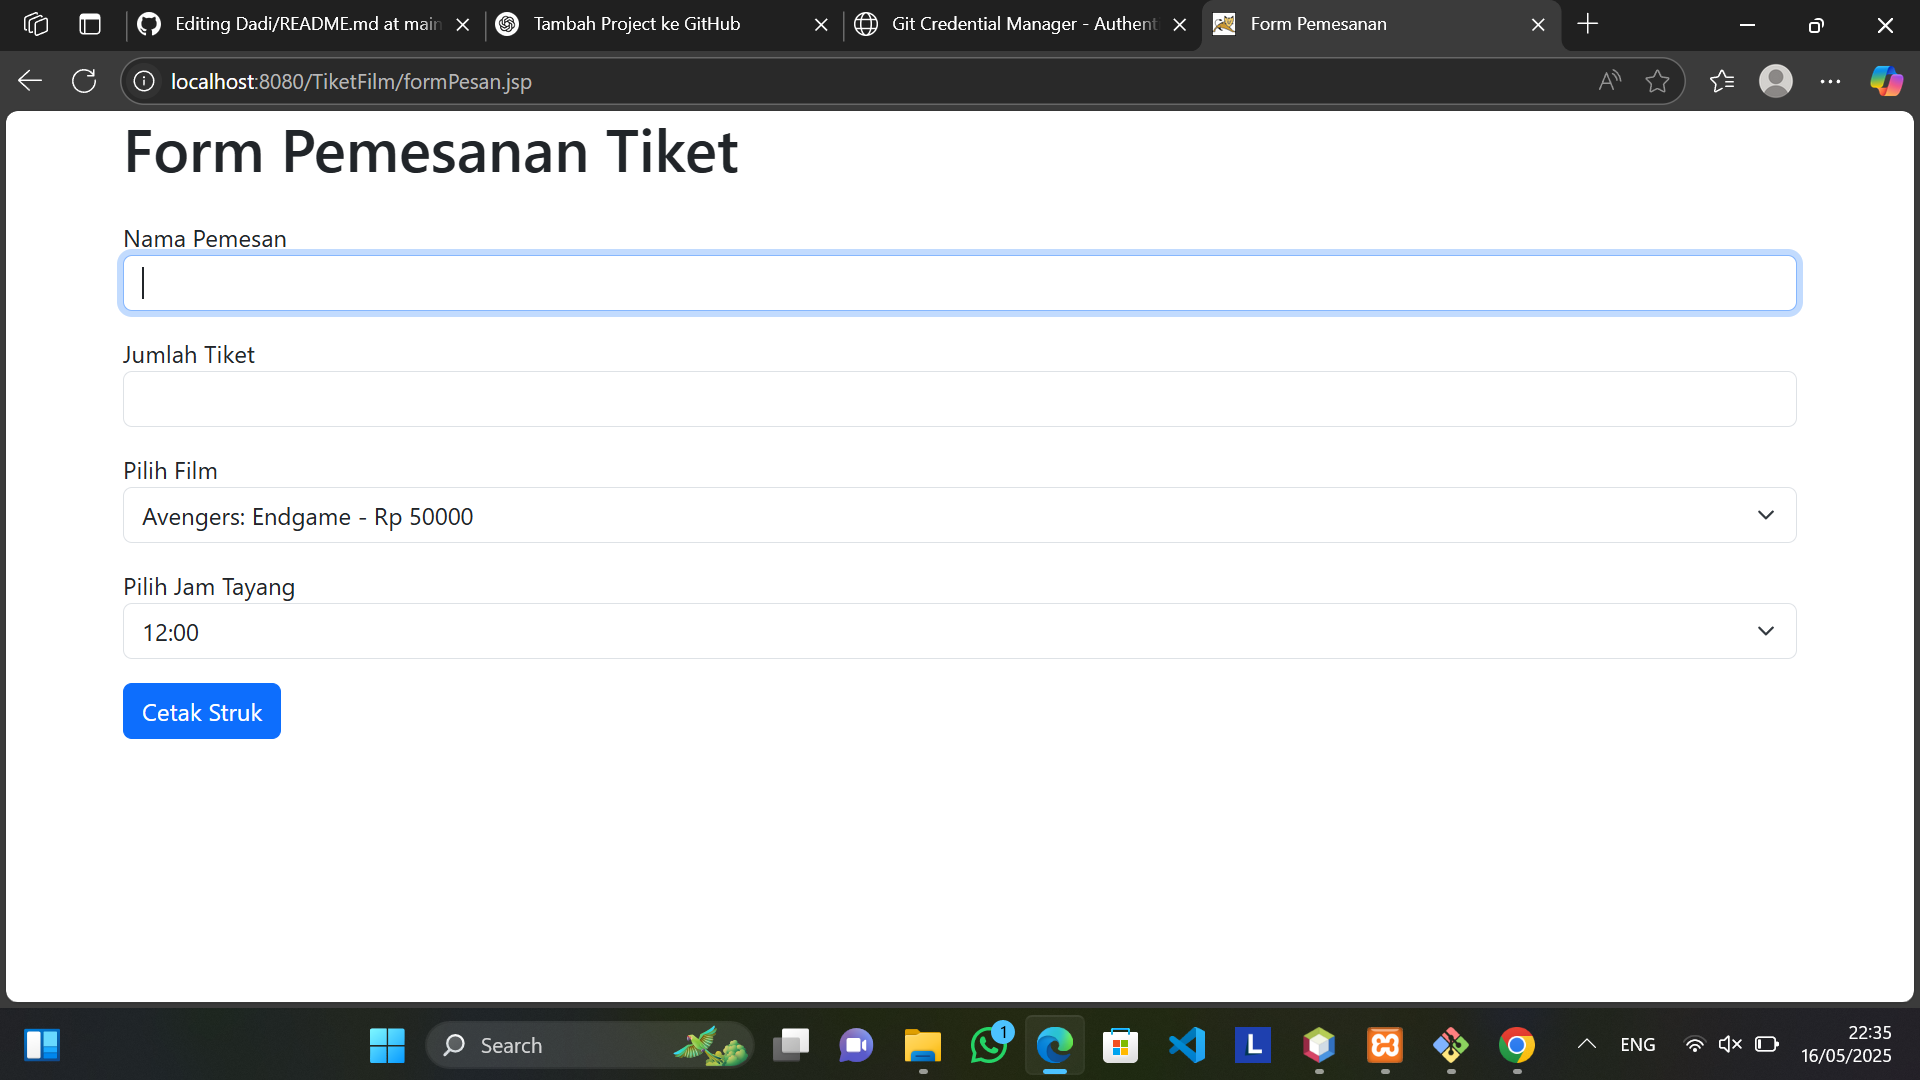 Editing Dadi/README.md at main
Tambah Project ke GitHub
Git Credential Manager - Authent
Form Pemesanan
localhost:8080/TiketFilm/formPesan.jsp
Form Pemesanan Tiket
Nama Pemesan
Jumlah Tiket
Pilih Film
Avengers: Endgame - Rp 50000
Pilih Jam Tayang
12:00
Cetak Struk
Search
1
L
ENG
22:35
16/05/2025